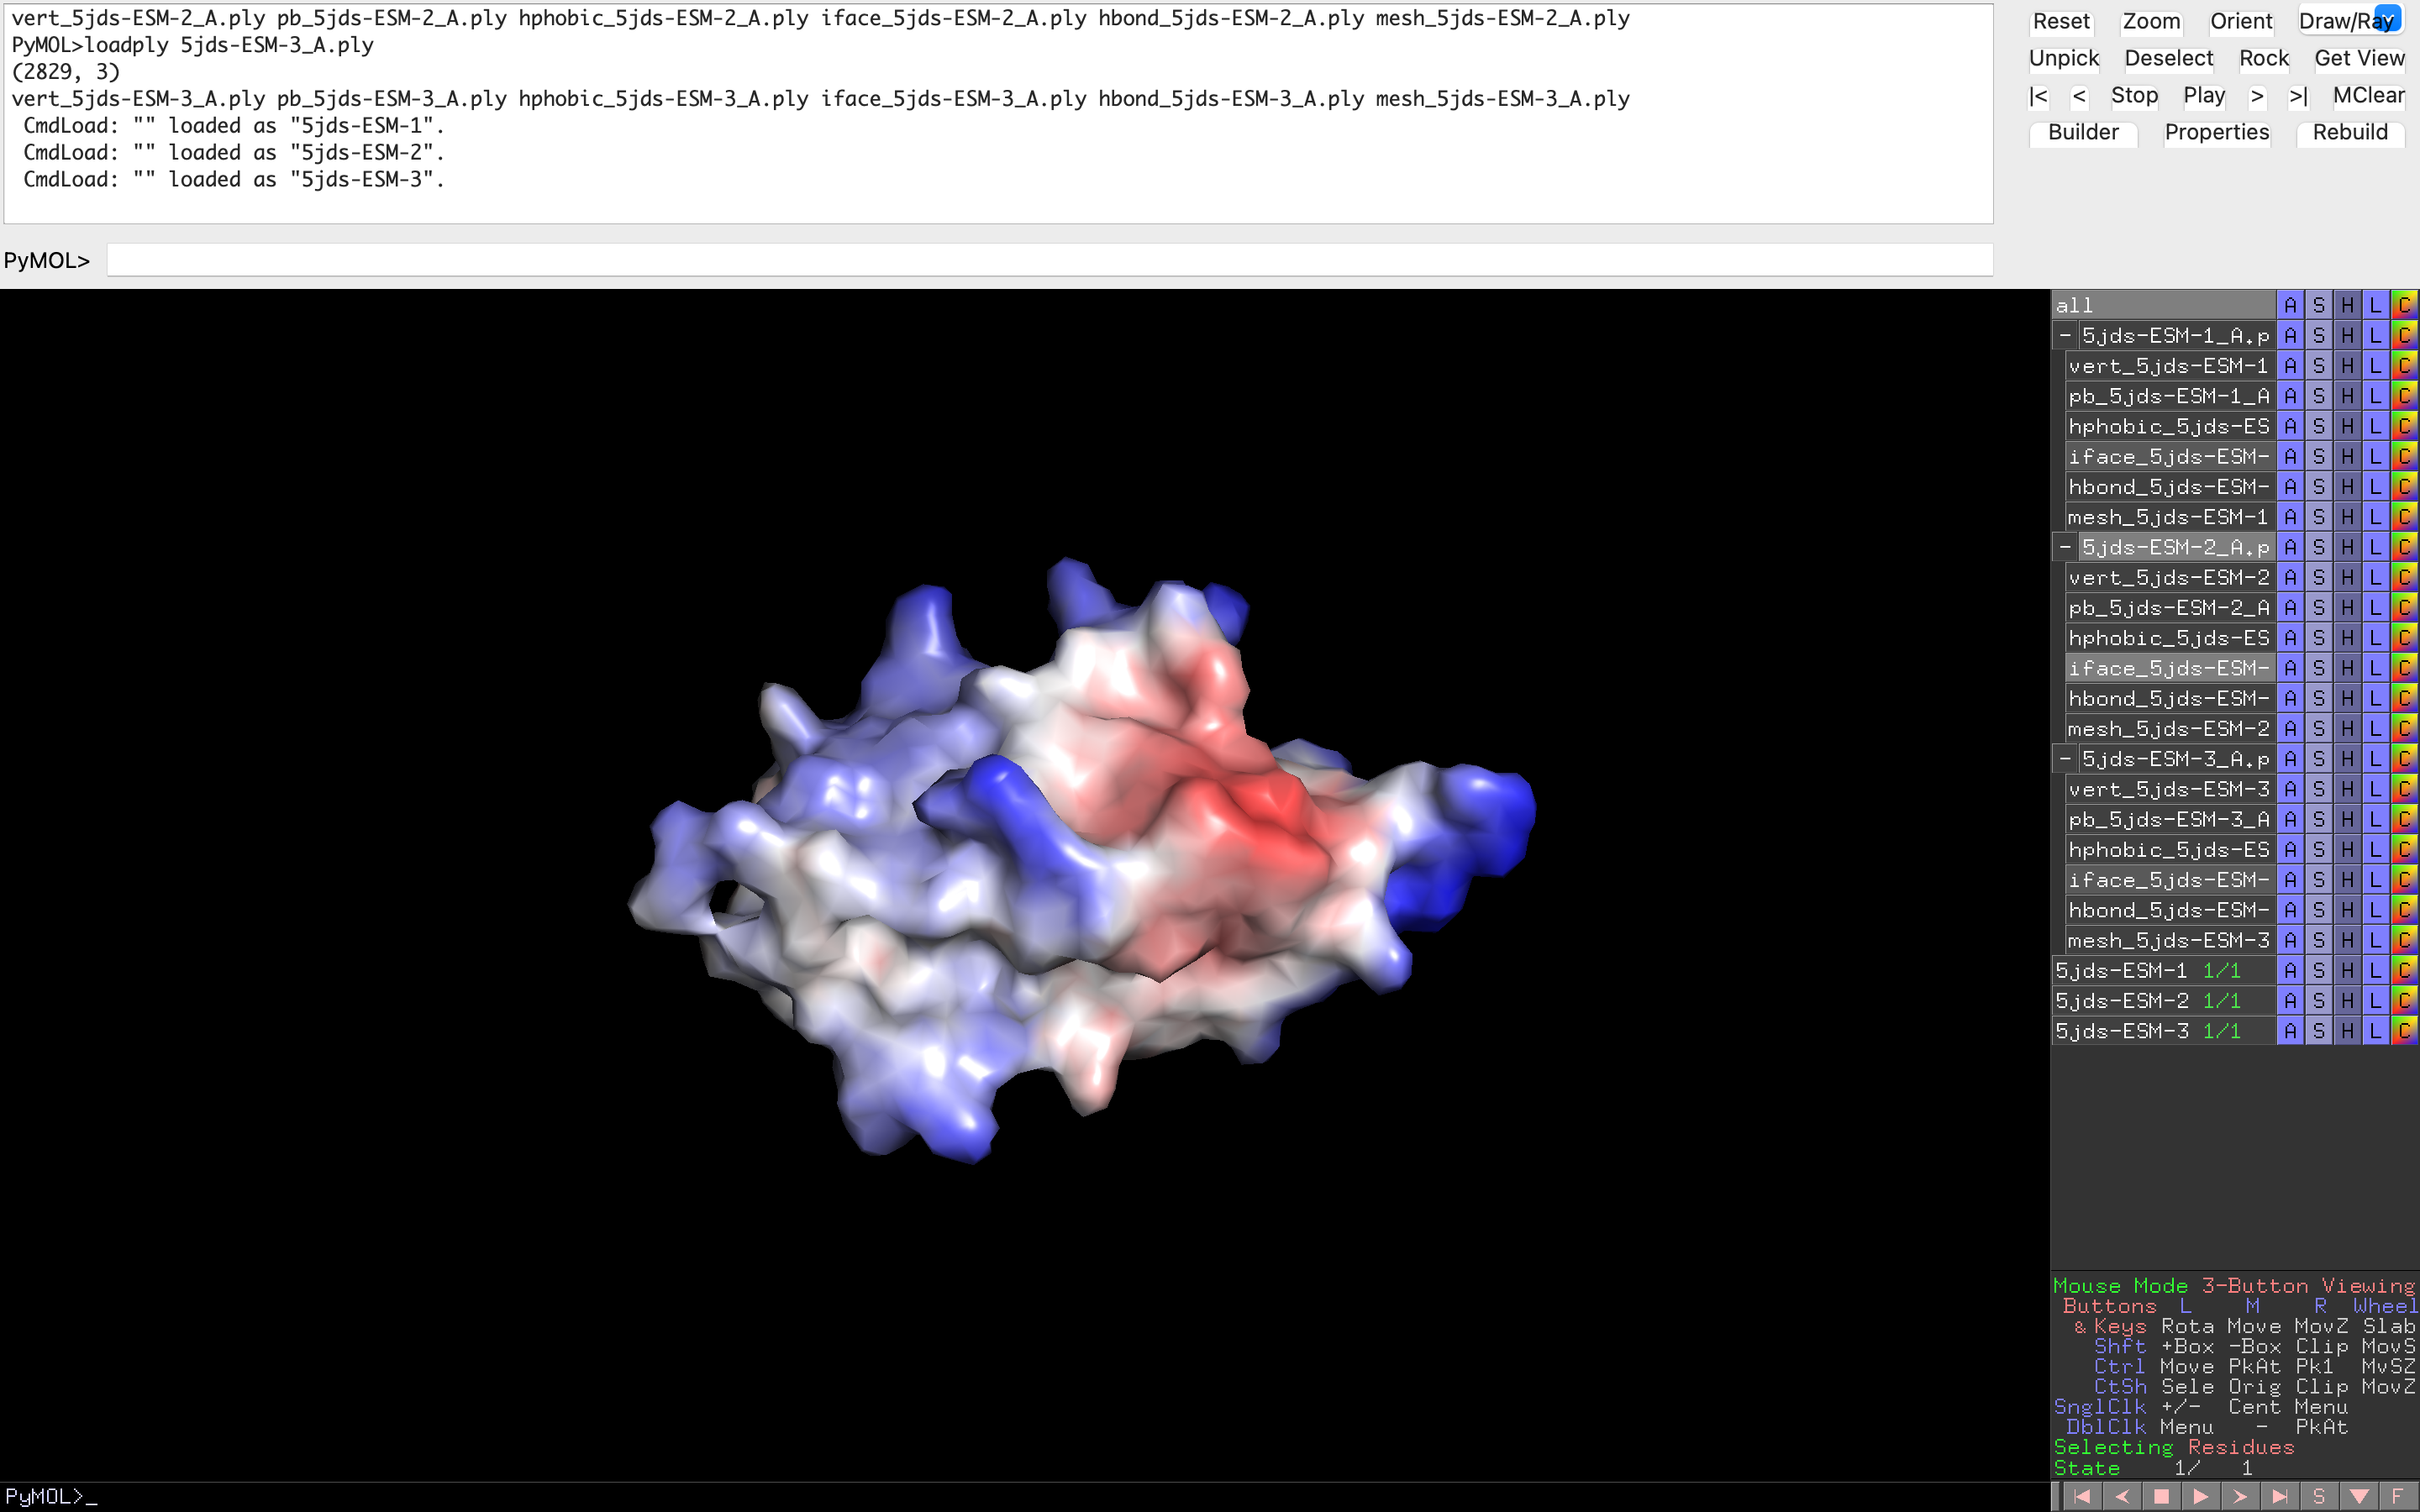 vert_5jds-ESM-2_A.ply pb_5jds-ESM-2_A.ply hphobic_5jds-ESM-2_A.ply iface_5jds-ESM-2_A.ply hbond_5jds-ESM-2_A.ply mesh_5jds-ESM-2_A.ply
PyMOL>loadply 5jds-ESM-3_A.ply
(2829, 3)
vert_5jds-ESM-3_A.ply pb_5jds-ESM-3_A.ply hphobic_5jds-ESM-3_A.ply iface_5jds-ESM-3_A.ply hbond_5jds-ESM-3_A.ply mesh_5jds-ESM-3_A.ply
CmdLoad: "" loaded as "5jds-ESM-1".
CmdLoad: "" loaded as "5jds-ESM-2".
CmdLoad: "" loaded as "5jds-ESM-3".
PyMOL>
Reset Zoom Orient Draw/Ray
Unpick Deselect Rock Get View
|< < Stop Play > >| MClear
Builder Properties Rebuild
all A S H L C
- 5jds-ESM-1_A.p A S H L C
vert_5jds-ESM-1 A S H L C
pb_5jds-ESM-1_A A S H L C
hphobic_5jds-ES A S H L C
iface_5jds-ESM- A S H L C
hbond_5jds-ESM- A S H L C
mesh_5jds-ESM-1 A S H L C
- 5jds-ESM-2_A.p A S H L C
vert_5jds-ESM-2 A S H L C
pb_5jds-ESM-2_A A S H L C
hphobic_5jds-ES A S H L C
iface_5jds-ESM- A S H L C
hbond_5jds-ESM- A S H L C
mesh_5jds-ESM-2 A S H L C
- 5jds-ESM-3_A.p A S H L C
vert_5jds-ESM-3 A S H L C
pb_5jds-ESM-3_A A S H L C
hphobic_5jds-ES A S H L C
iface_5jds-ESM- A S H L C
hbond_5jds-ESM- A S H L C
mesh_5jds-ESM-3 A S H L C
5jds-ESM-1 1/1 A S H L C
5jds-ESM-2 1/1 A S H L C
5jds-ESM-3 1/1 A S H L C
Mouse Mode 3-Button Viewing
Buttons L M R Wheel
& Keys Rota Move MovZ Slab
Shft +Box -Box Clip MovS
Ctrl Move PkAt Pk1 MvSZ
CtSh Sele Orig Clip MovZ
SnglClk +/- Cent Menu
DblClk Menu - PkAt
Selecting Residues
State 1/ 1
PyMOL>_
S F